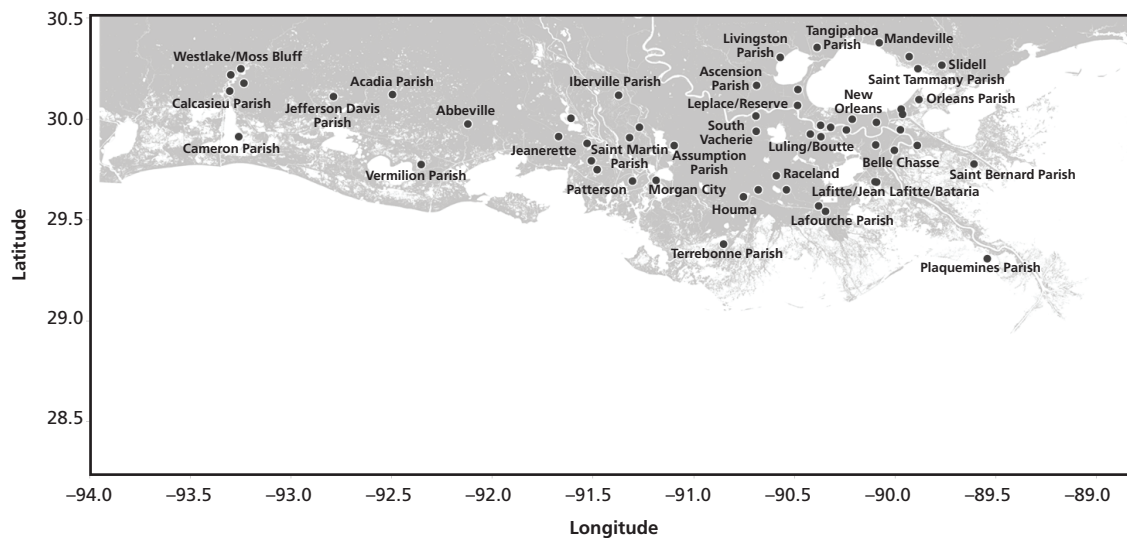 30.5
30.0
29.5
29.0
28.5
Latitude
Westlake/Moss Bluff
Calcasieu Parish
Cameron Parish
Jefferson Davis
Parish
Acadia Parish
Abbeville
Vermilion Parish
Jeanerette
Iberville Parish
Saint Martin
Parish
Patterson
Morgan City
Assumption
Parish
Livingston
Parish
Ascension
Parish
Leplace/Reserve
South
Vacherie
Tangipahoa
Parish
Mandeville
Slidell
Saint Tammany Parish
New
Orleans
Orleans Parish
Luling/Boutte
Belle Chasse
Saint Bernard Parish
Raceland
Lafitte/Jean Lafitte/Bataria
Houma
Lafourche Parish
Terrebonne Parish
Plaquemines Parish
–94.0 –93.5 –93.0 –92.5 –92.0 –91.5 –91.0 –90.5 –90.0 –89.5 –89.0
Longitude